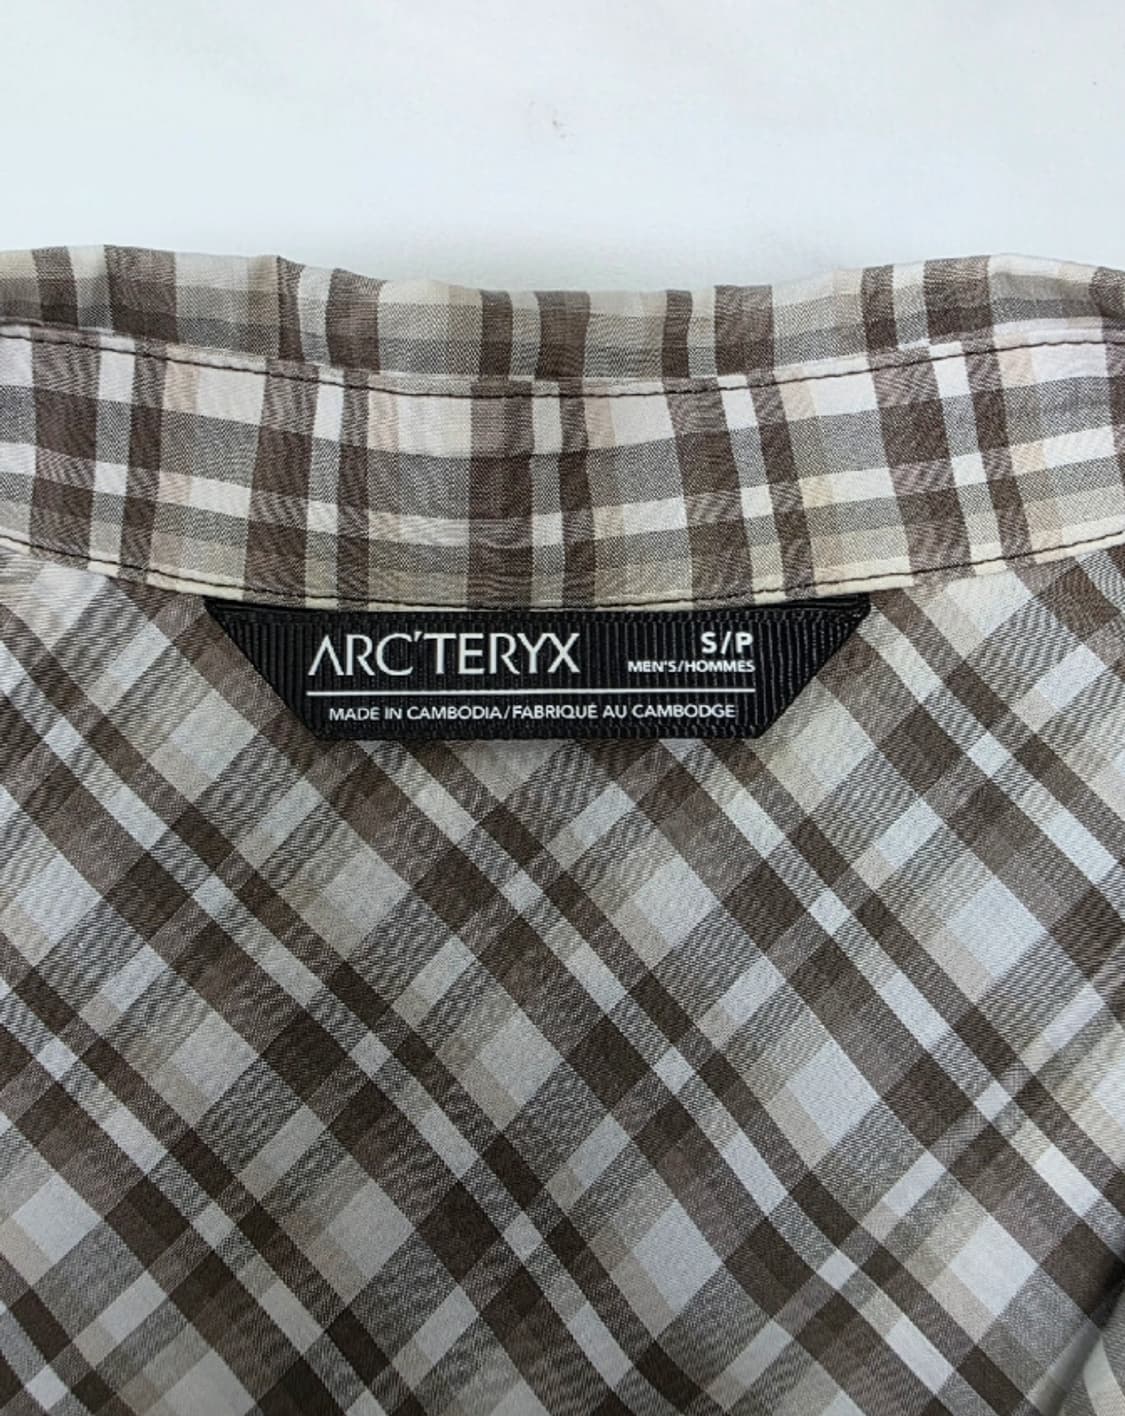 ARC'TERYX
S/P
MEN'S/HOMMES
MADE IN CAMBODIA/FABRIQUÉ AU CAMBODGE